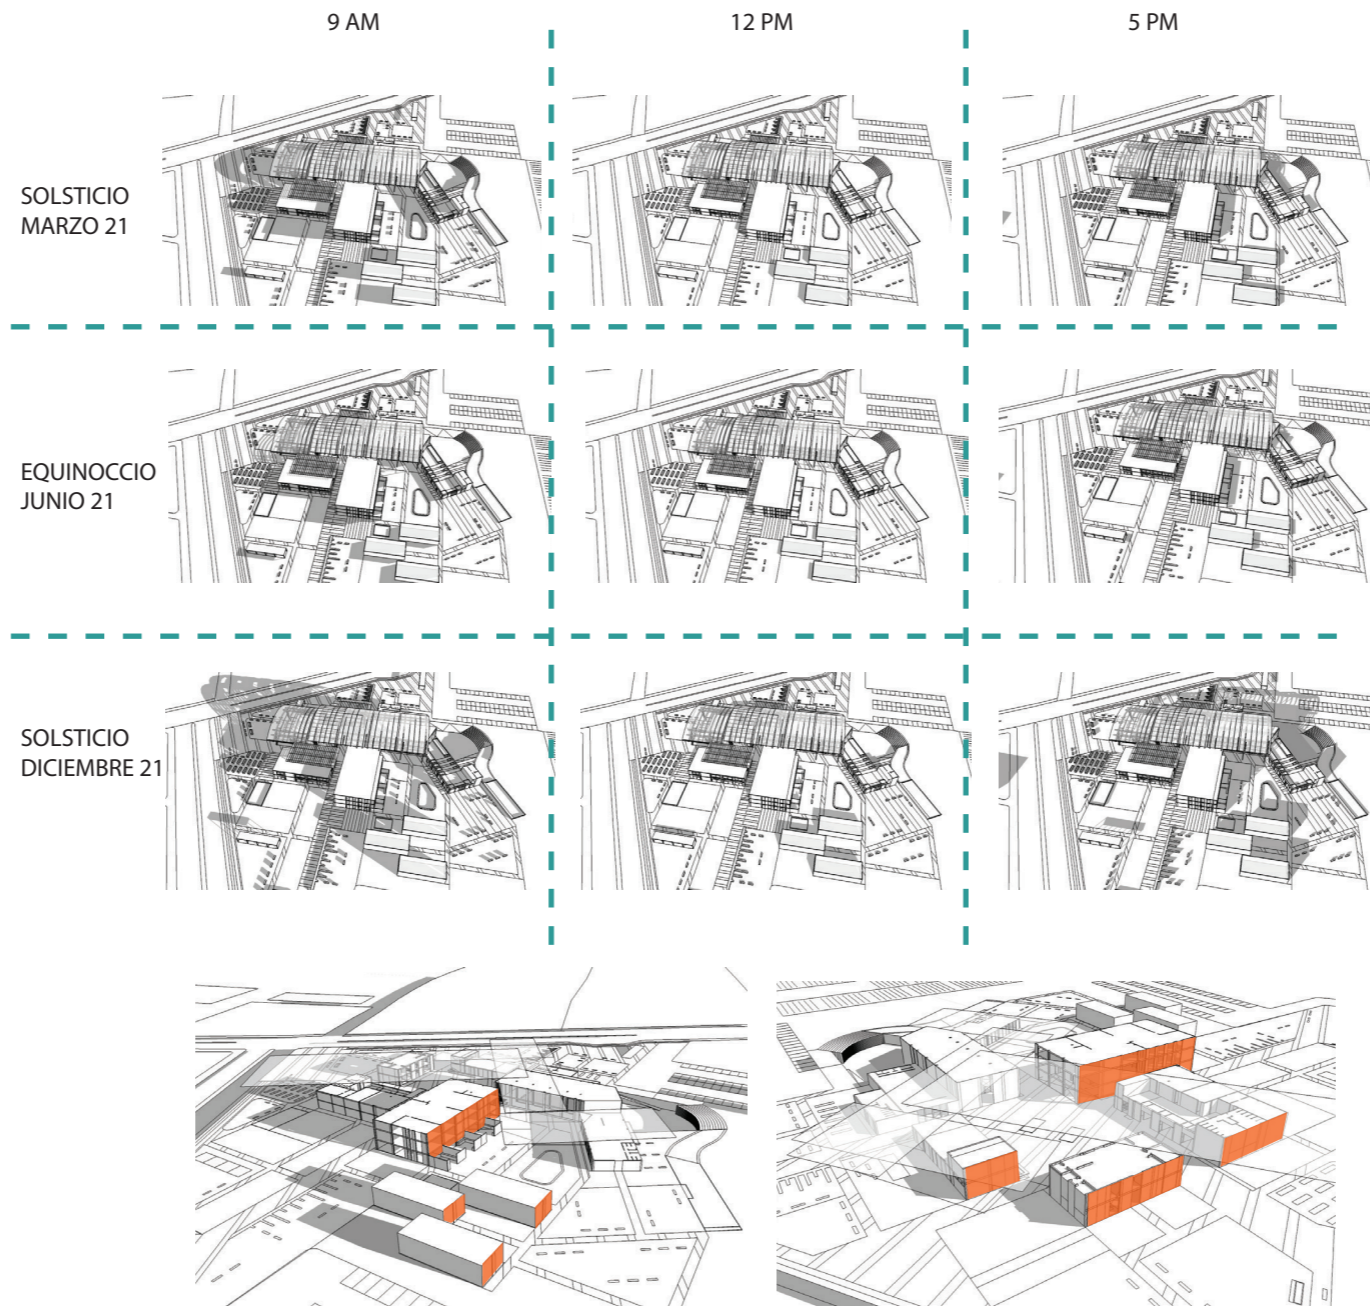 9 AM
12 PM
5 PM
SOLSTICIO
MARZO 21
EQUINOCCIO
JUNIO 21
SOLSTICIO
DICIEMBRE 21